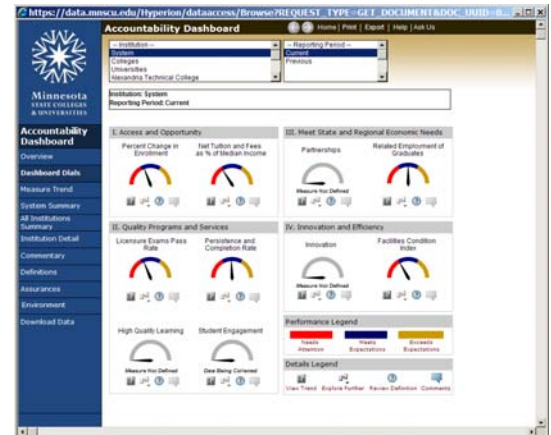 https://data.mnscu.edu/Hyperion/dataaccess/Browse?REQUEST_TYPE=GET_DOCUMENT&DOC_UUID=0...
Accountability Dashboard
Home | Print | Export | Help | Ask Us
-- Institution --
System
Colleges
Universities
Alexandria Technical College
-- Reporting Period --
Current
Previous
Minnesota
STATE COLLEGES
& UNIVERSITIES
Institution: System
Reporting Period: Current
Accountability
Dashboard
Overview
Dashboard Dials
Measure Trend
System Summary
All Institutions
Summary
Institution Detail
Commentary
Definitions
Assurances
Environment
Download Data
I. Access and Opportunity
Percent Change in
Enrollment
Net Tuition and Fees
as % of Median Income
III. Meet State and Regional Economic Needs
Partnerships
Related Employment of
Graduates
Measure Not Defined
II. Quality Programs and Services
Licensure Exams Pass
Rate
Persistence and
Completion Rate
IV. Innovation and Efficiency
Innovation
Facilities Condition
Index
Measure Not Defined
High Quality Learning
Student Engagement
Measure Not Defined
Data Being Collected
Performance Legend
Needs
Attention
Meets
Expectations
Exceeds
Expectations
Details Legend
View Trend
Explore Further
Review Definition
Comments